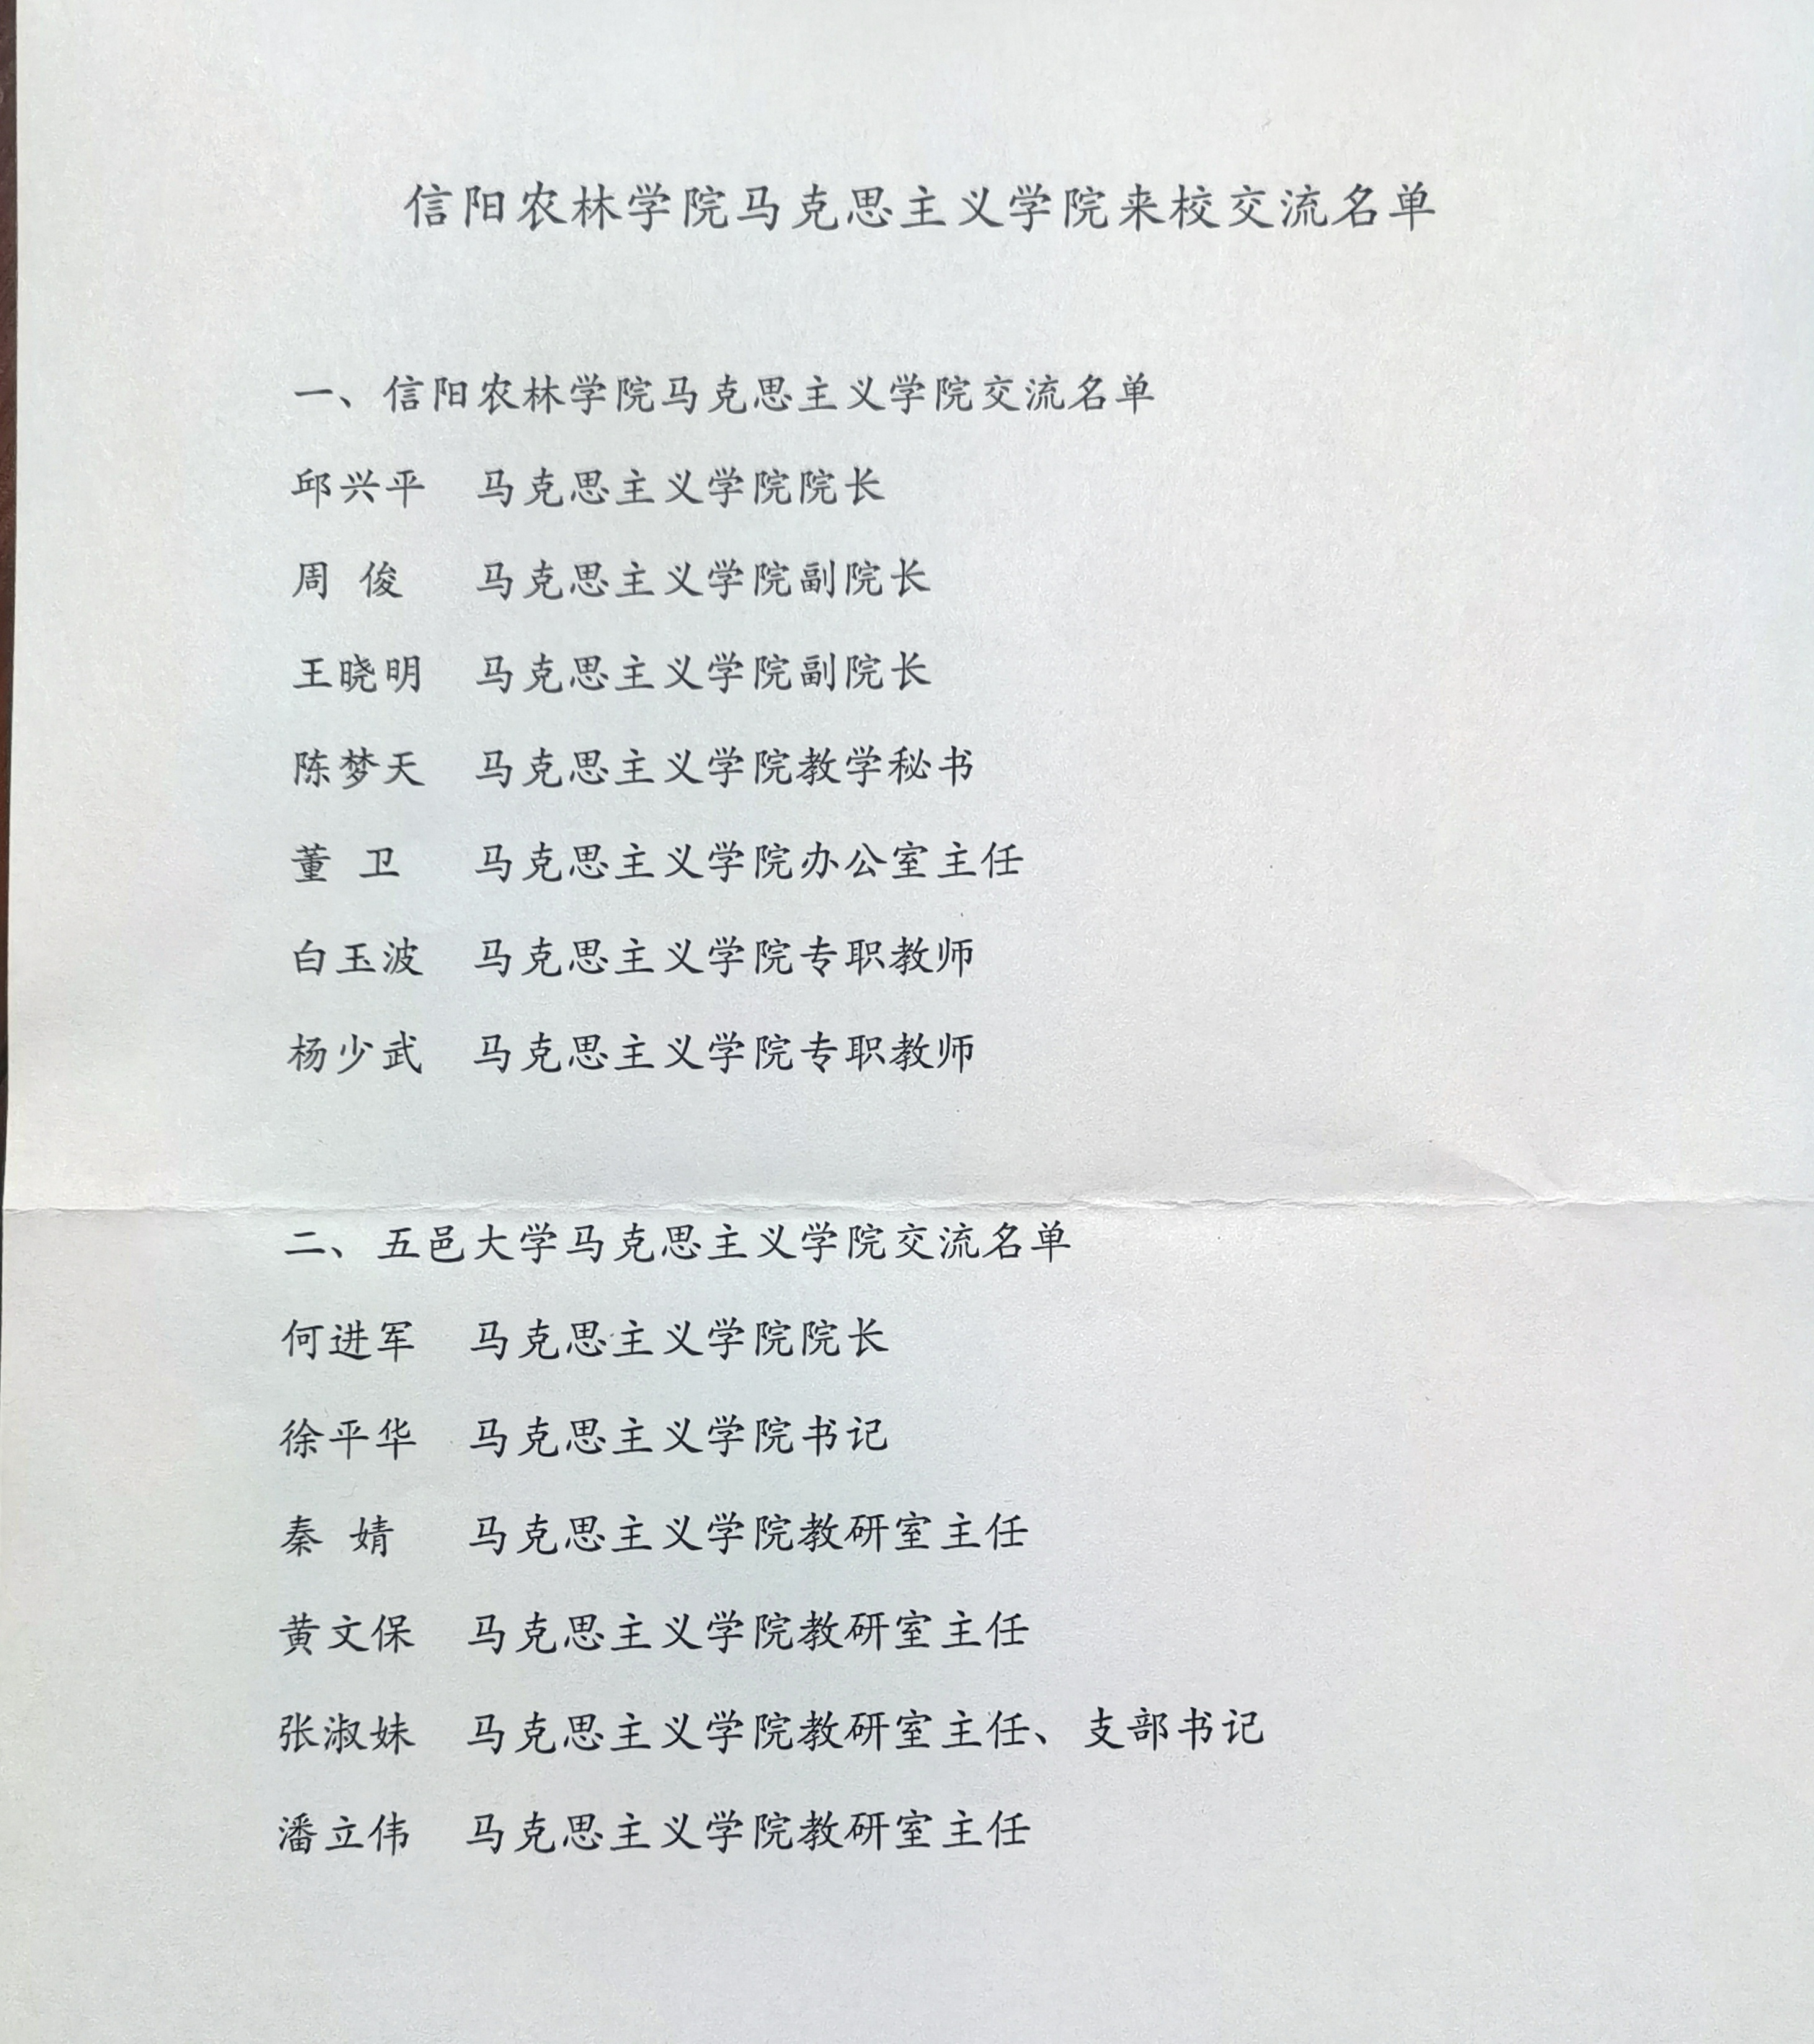 信阳农林学院马克思主义学院来校交流名单
一、信阳农林学院马克思主义学院交流名单
邱兴平 马克思主义学院院长
周 俊 马克思主义学院副院长
王晓明 马克思主义学院副院长
陈梦天 马克思主义学院教学秘书
董 卫 马克思主义学院办公室主任
白玉波 马克思主义学院专职教师
杨少武 马克思主义学院专职教师
二、五邑大学马克思主义学院交流名单
何进军 马克思主义学院院长
徐平华 马克思主义学院书记
秦 婧 马克思主义学院教研室主任
黄文保 马克思主义学院教研室主任
张淑妹 马克思主义学院教研室主任、支部书记
潘立伟 马克思主义学院教研室主任